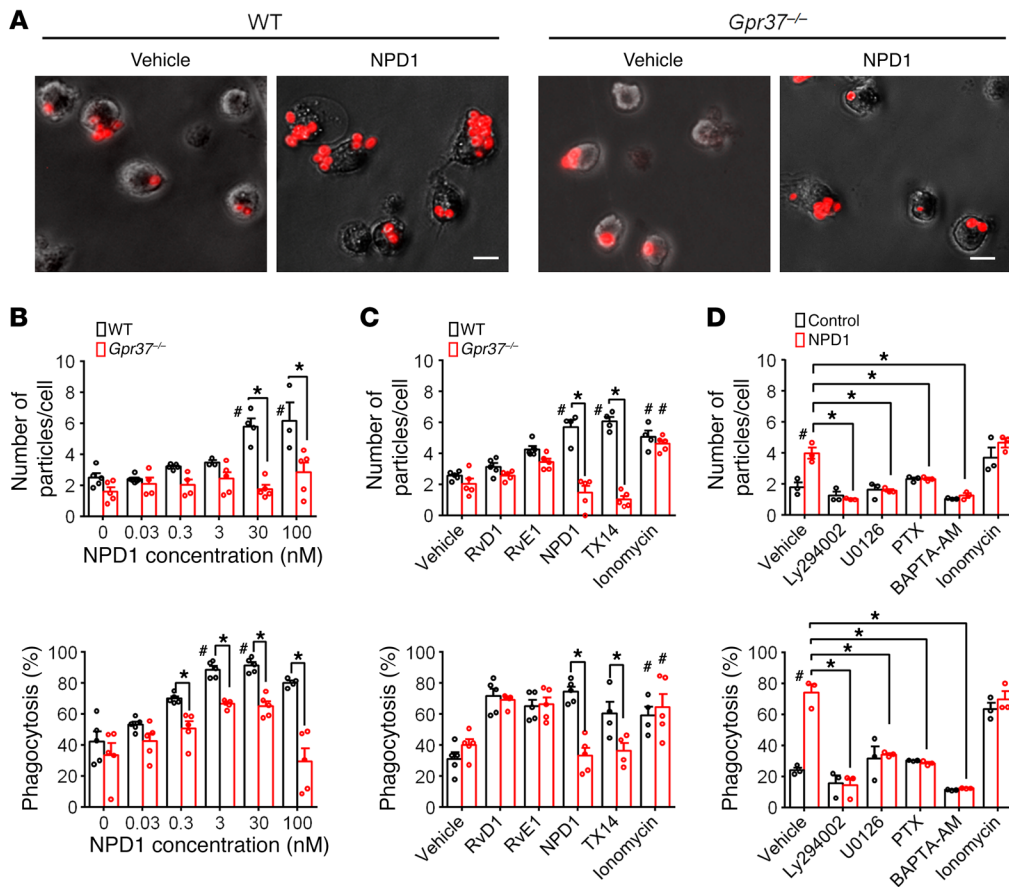 A
WT
Gpr37–/–
Vehicle
NPD1
Vehicle
NPD1
B
WT
Gpr37–/–
Number of
particles/cell
10
8
6
4
2
0
#
*
#
*
0
0.03
0.3
3
30
100
NPD1 concentration (nM)
Phagocytosis (%)
100
80
60
40
20
0
*
#
*
#
*
*
0
0.03
0.3
3
30
100
NPD1 concentration (nM)
C
WT
Gpr37–/–
Number of
particles/cell
10
8
6
4
2
0
#
*
#
*
# #
Vehicle
RvD1
RvE1
NPD1
TX14
Ionomycin
Phagocytosis (%)
100
80
60
40
20
0
*
*
# #
Vehicle
RvD1
RvE1
NPD1
TX14
Ionomycin
D
Control
NPD1
Number of
particles/cell
10
8
6
4
2
0
#
*
*
*
*
Vehicle
Ly294002
U0126
PTX
BAPTA-AM
Ionomycin
Phagocytosis (%)
100
80
60
40
20
0
#
*
*
*
*
Vehicle
Ly294002
U0126
PTX
BAPTA-AM
Ionomycin